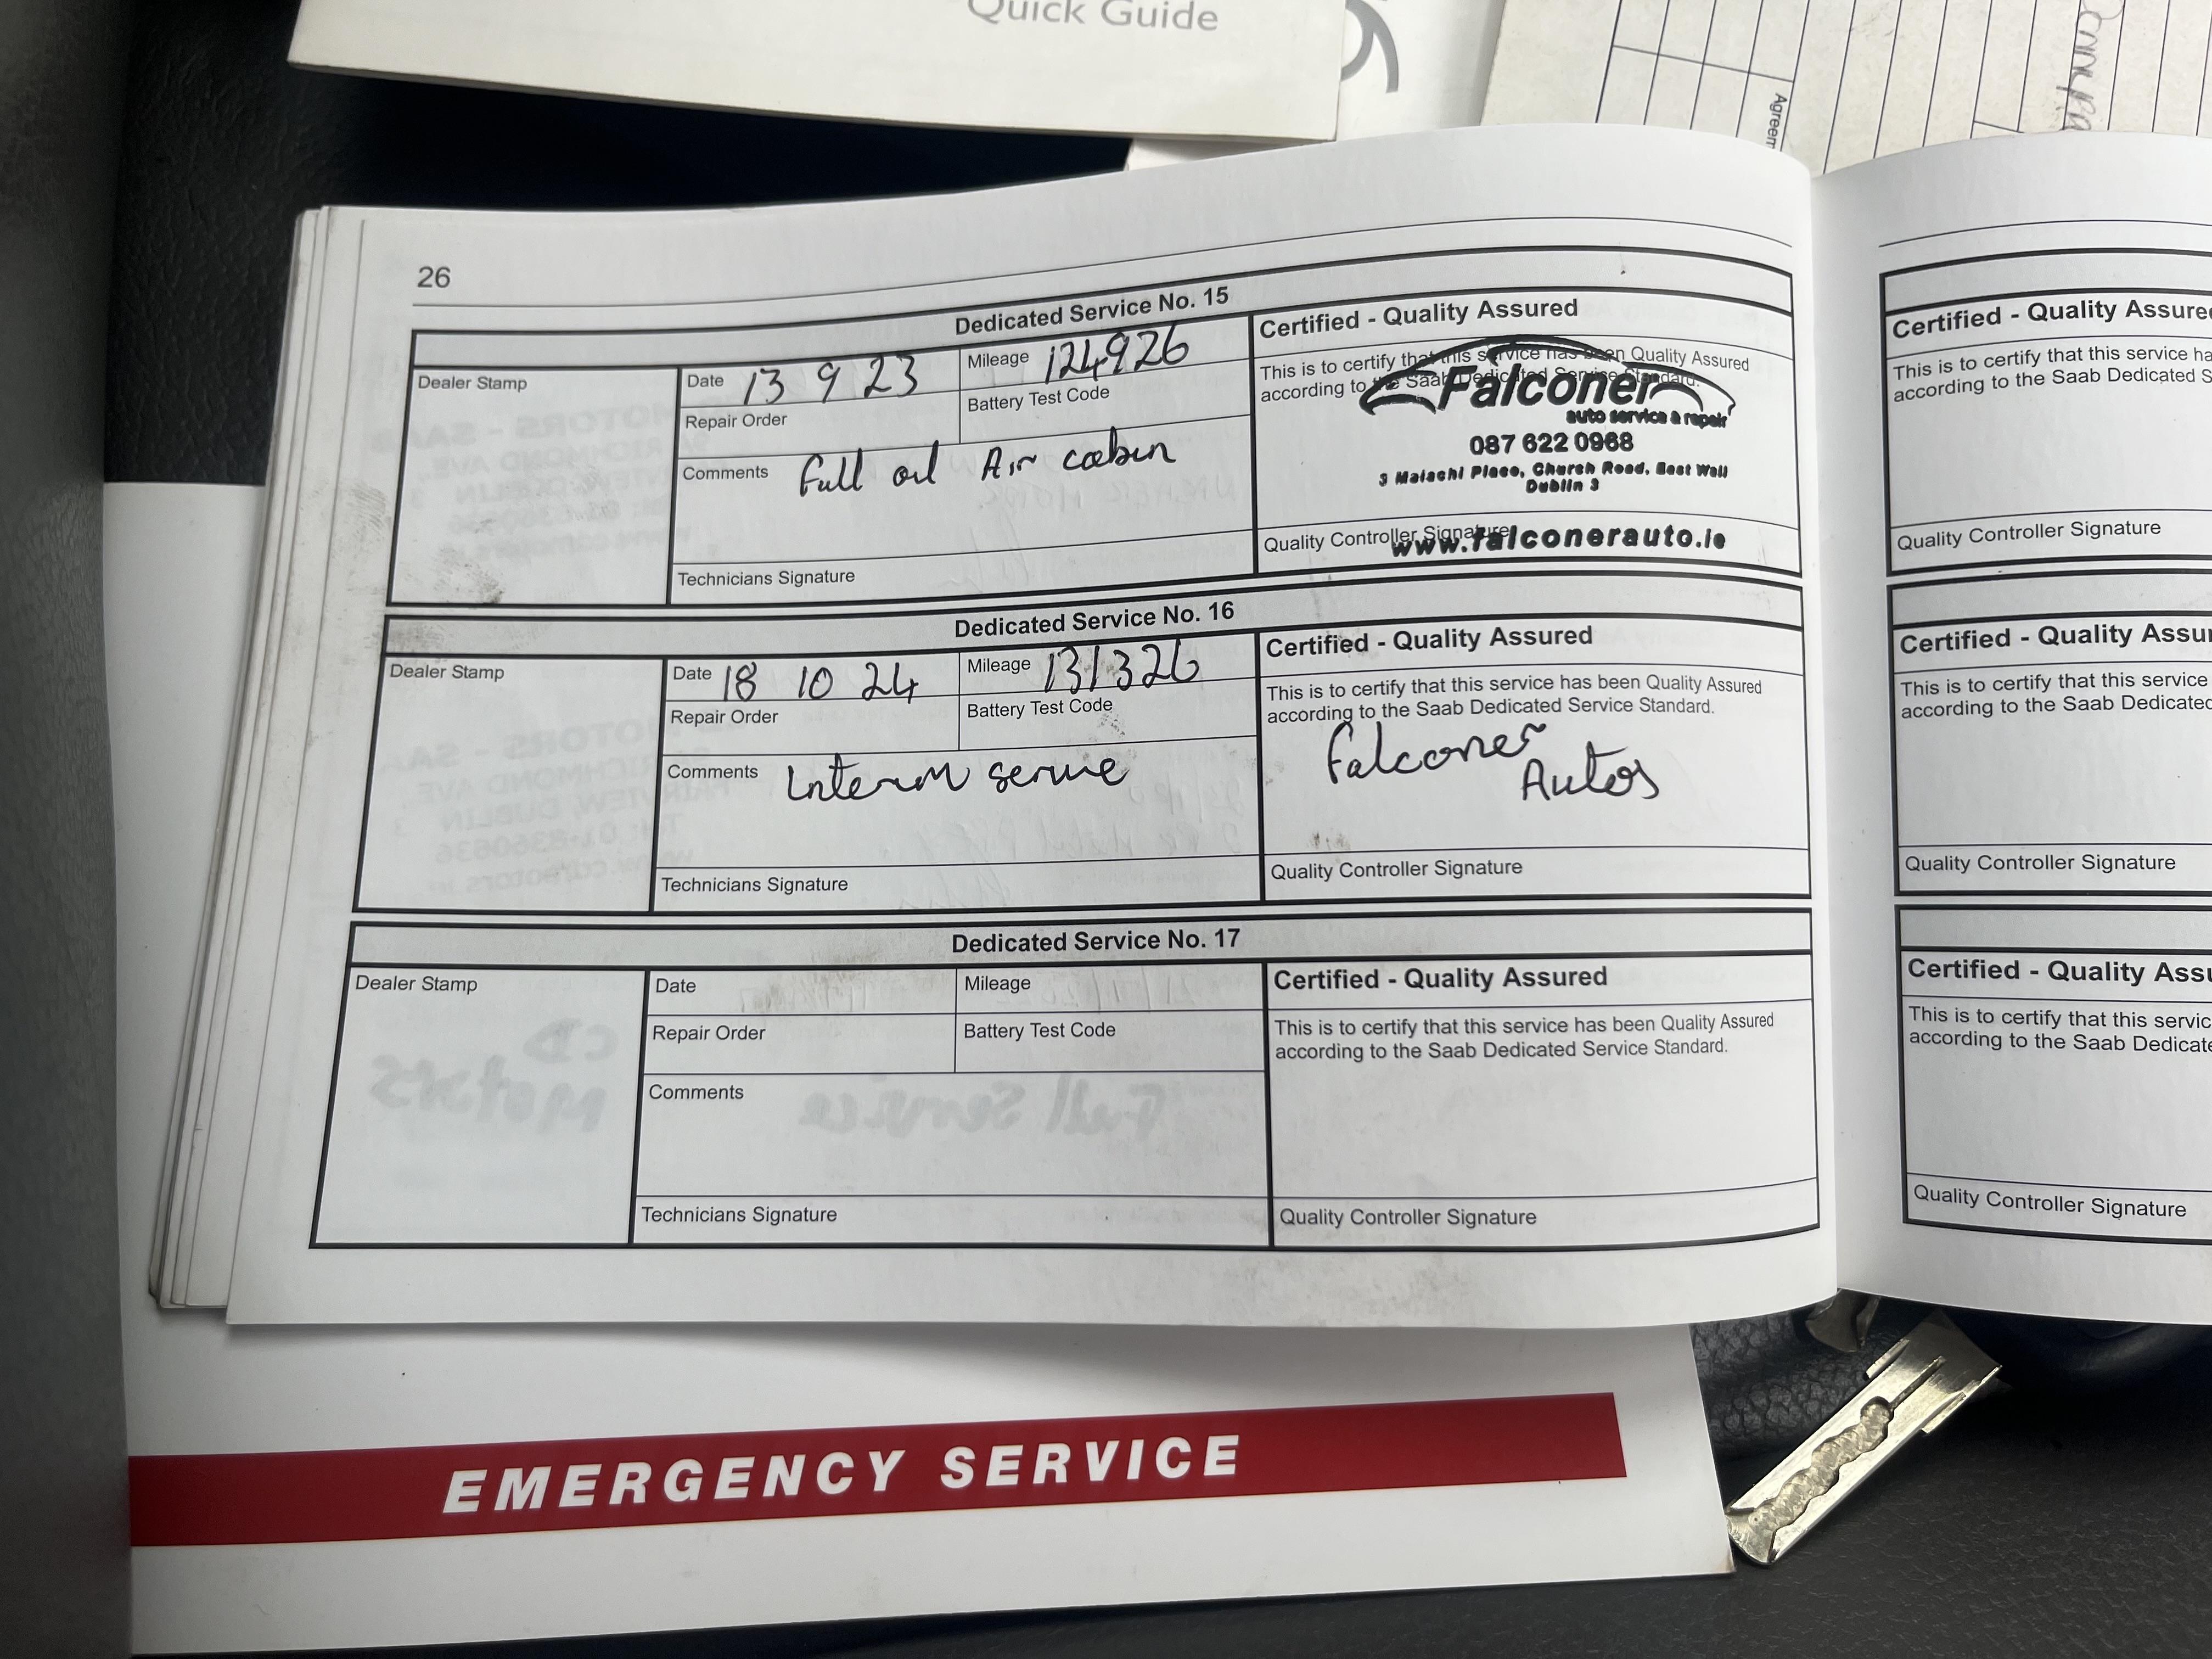 Quick Guide
Agreem
26
Dedicated Service No. 15
Dealer Stamp
Date 13 9 23
Mileage 124926
Repair Order
Battery Test Code
Comments Full oil Air cabin
Technicians Signature
Certified - Quality Assured
This is to certify that this service has been Quality Assured
according to the Saab Dedicated Service Standard.
Falconer
auto service & repair
087 622 0968
3 Malachi Place, Church Road, East Wall
Dublin 3
Quality Controller Signature
www.falconerauto.ie
Dedicated Service No. 16
Dealer Stamp
Date 18 10 24
Mileage 131326
Repair Order
Battery Test Code
Comments Interim service
Technicians Signature
Certified - Quality Assured
This is to certify that this service has been Quality Assured
according to the Saab Dedicated Service Standard.
Falconer
Autos
Quality Controller Signature
Dedicated Service No. 17
Dealer Stamp
Date
Mileage
Repair Order
Battery Test Code
Comments
Technicians Signature
Certified - Quality Assured
This is to certify that this service has been Quality Assured
according to the Saab Dedicated Service Standard.
Quality Controller Signature
Certified - Quality Assure
This is to certify that this service ha
according to the Saab Dedicated S
Quality Controller Signature
Certified - Quality Assu
This is to certify that this service
according to the Saab Dedicated
Quality Controller Signature
Certified - Quality Ass
This is to certify that this servic
according to the Saab Dedicate
Quality Controller Signature
EMERGENCY SERVICE